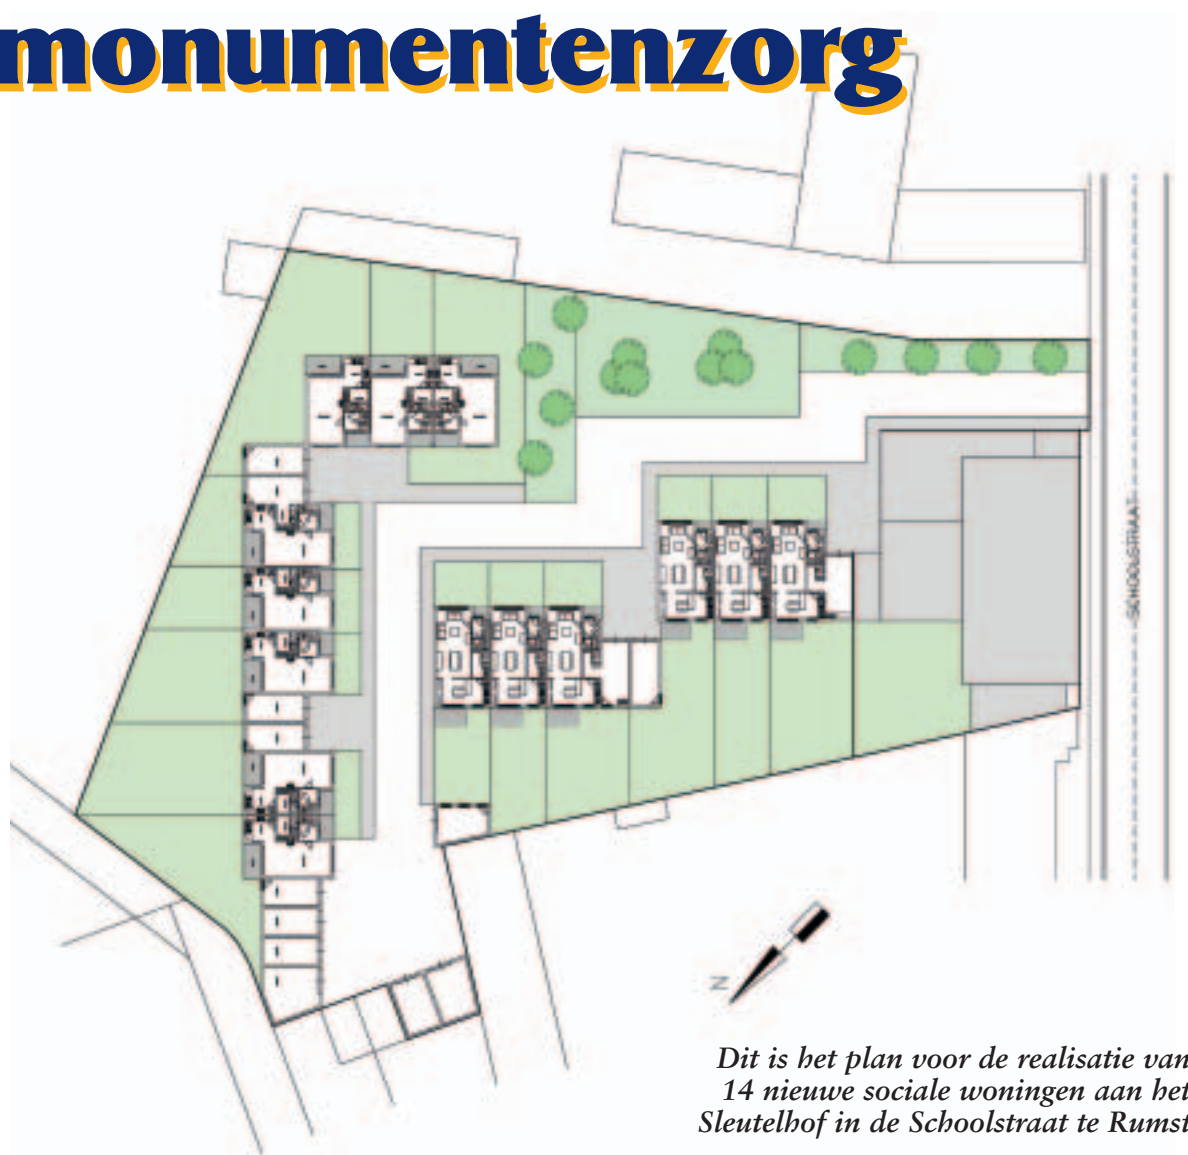 monumentenzorg
SCHOOLSTRAAT
N
Dit is het plan voor de realisatie van
14 nieuwe sociale woningen aan het
Sleutelhof in de Schoolstraat te Rumst